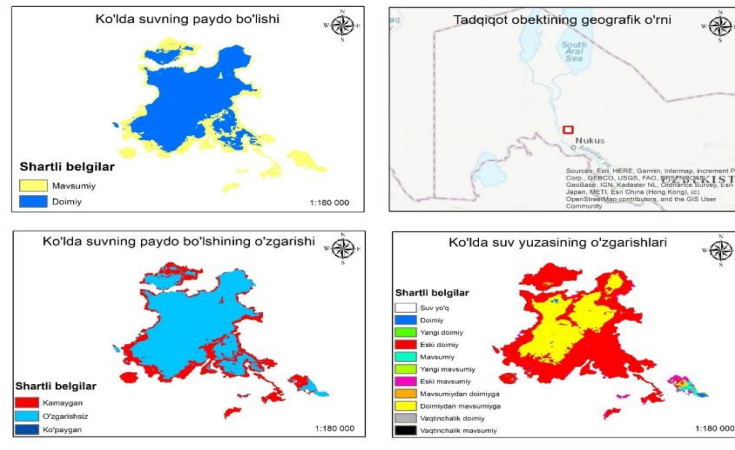 Ko'lda suvning paydo bo'lishi
N
W
E
S
Shartli belgilar
Mavsumiy
Doimiy
1:180 000
Tadqiqot obektining geografik o'rni
N
W
S
South
Aral
Sea
Nukus
Sources: Esri, HERE, Garmin, Intermap, increment P
Corp., GEBCO, USGS, FAO,
GeoBase, IGN, Kadaster NL, Ordnance Survey, Esri
Japan, METI, Esri China (Hong Kong), (c)
OpenStreetMap contributors, and the GIS User
Community
Ko'lda suvning paydo bo'lshining o'zgarishi
N
W
E
S
Shartli belgilar
Kamaygan
O'zgarishsiz
Ko'paygan
1:180 000
Ko'lda suv yuzasining o'zgarishlari
N
W
S
Shartli belgilar
Suv yo'q
Doimiy
Yangi doimiy
Eski doimiy
Mavsumiy
Yangi mavsumiy
Eski mavsumiy
Mavsumiydan doimiyga
Doimiydan mavsumiyga
Vaqtinchalik doimiy
Vaqtinchalik mavsumiy
1:180 000